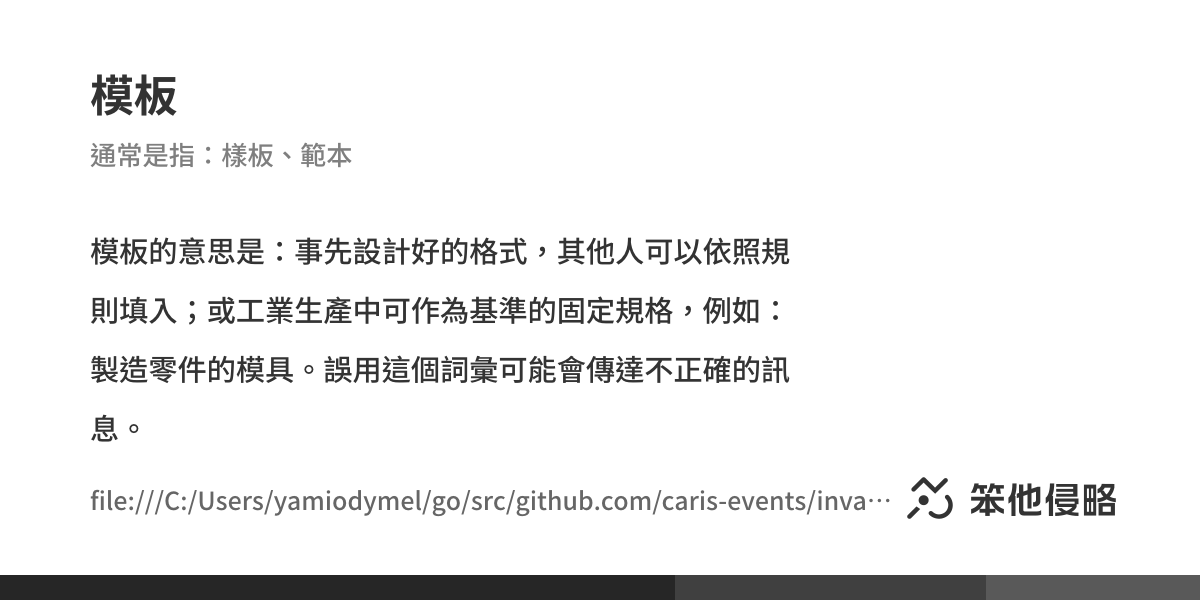 模板
通常是指：樣板、範本
模板的意思是：事先設計好的格式，其他人可以依照規
則填入；或工業生產中可作為基準的固定規格，例如：
製造零件的模具。誤用這個詞彙可能會傳達不正確的訊
息。
file:///C:/Users/yamiodymel/go/src/github.com/caris-events/inva…
笨他侵略